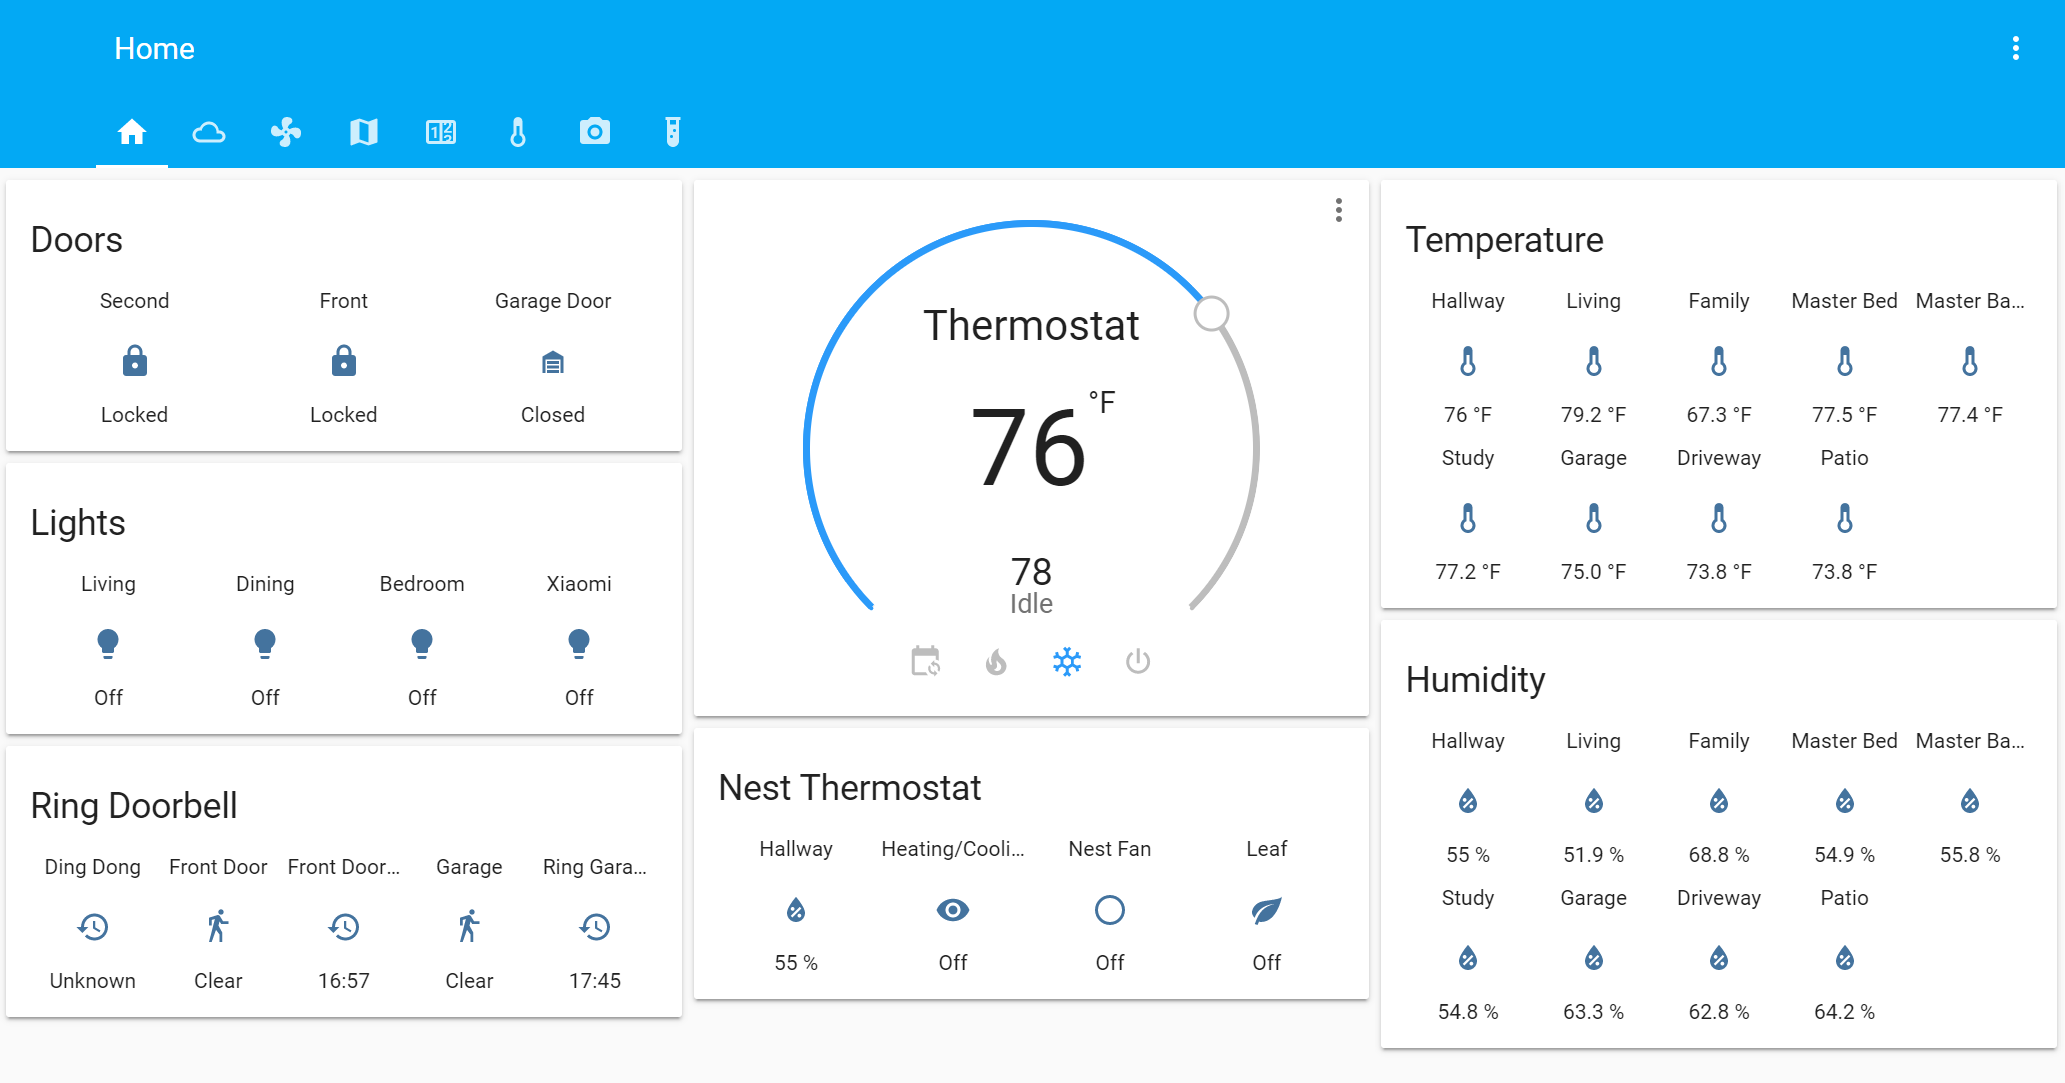 Home
Doors
Second Front Garage Door
Locked Locked Closed
Lights
Living Dining Bedroom Xiaomi
Off Off Off Off
Ring Doorbell
Ding Dong Front Door Front Door... Garage Ring Gara...
Unknown Clear 16:57 Clear 17:45
Thermostat
76 °F
78
Idle
Nest Thermostat
Hallway Heating/Cooli... Nest Fan Leaf
55 % Off Off Off
Temperature
Hallway Living Family Master Bed Master Ba...
76 °F 79.2 °F 67.3 °F 77.5 °F 77.4 °F
Study Garage Driveway Patio
77.2 °F 75.0 °F 73.8 °F 73.8 °F
Humidity
Hallway Living Family Master Bed Master Ba...
55 % 51.9 % 68.8 % 54.9 % 55.8 %
Study Garage Driveway Patio
54.8 % 63.3 % 62.8 % 64.2 %